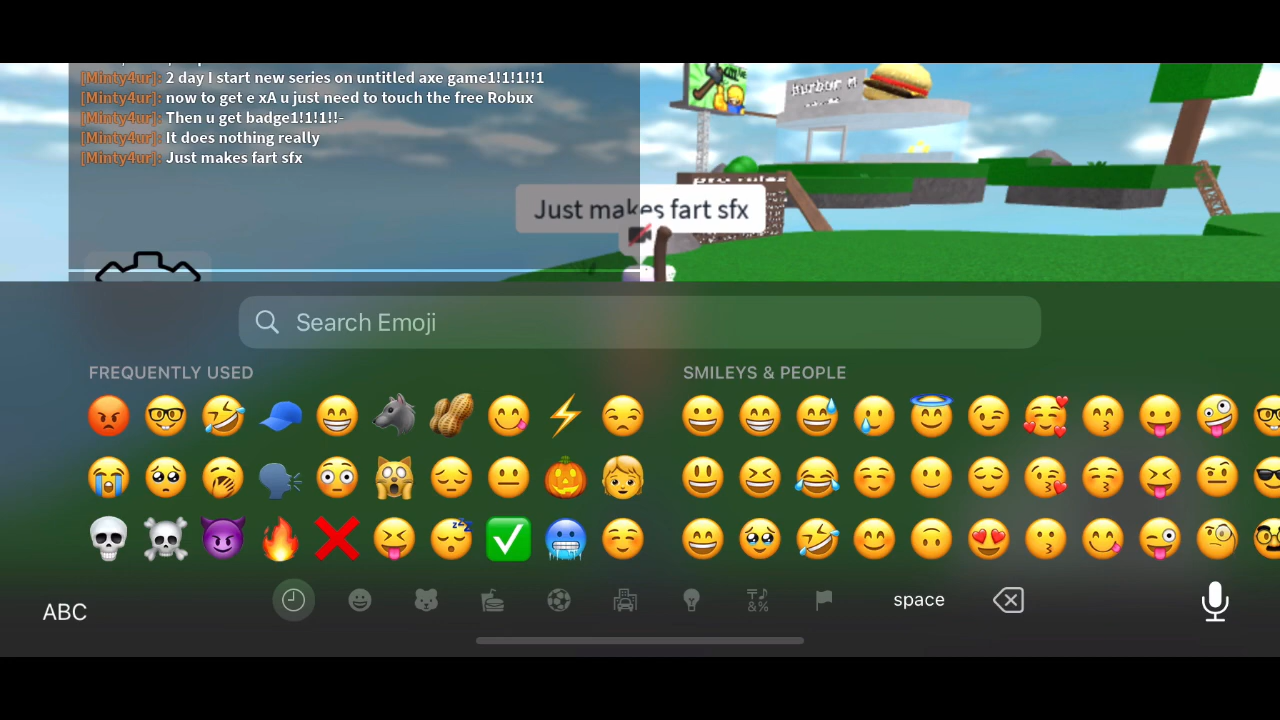 [Minty4ur]: 2 day I start new series on untitled axe game1!1!1!!1
[Minty4ur]: now to get e xA u just need to touch the free Robux
[Minty4ur]: Then u get badge1!1!1!!-
[Minty4ur]: It does nothing really
[Minty4ur]: Just makes fart sfx
Just makes fart sfx
Search Emoji
FREQUENTLY USED
SMILEYS & PEOPLE
ABC
space